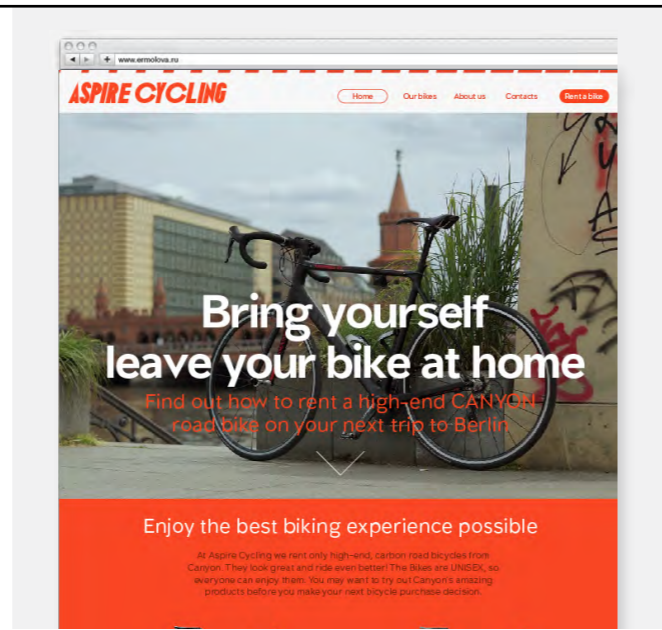 www.ermolova.ru
ASPIRE CYCLING
Home
Our bikes
About us
Contacts
Rent a bike
Bring yourself
leave your bike at home
Find out how to rent a high-end CANYON
road bike on your next trip to Berlin
Enjoy the best biking experience possible
At Aspire Cycling we rent only high-end, carbon road bicycles from
Canyon. They look great and ride even better! The Bikes are UNISEX, so
everyone can enjoy them. You may want to try out Canyon's amazing
products before you make your next bicycle purchase decision.